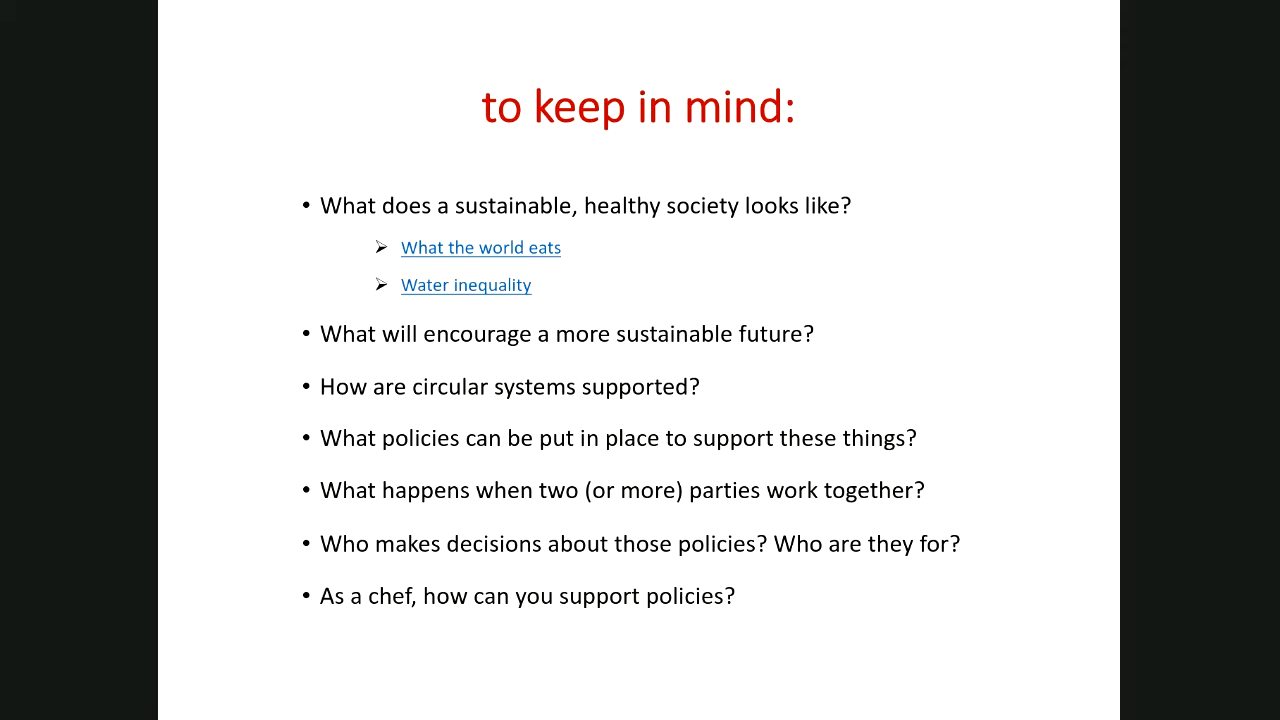 to keep in mind:
• What does a sustainable, healthy society looks like?
➢ What the world eats
➢ Water inequality
• What will encourage a more sustainable future?
• How are circular systems supported?
• What policies can be put in place to support these things?
• What happens when two (or more) parties work together?
• Who makes decisions about those policies? Who are they for?
• As a chef, how can you support policies?